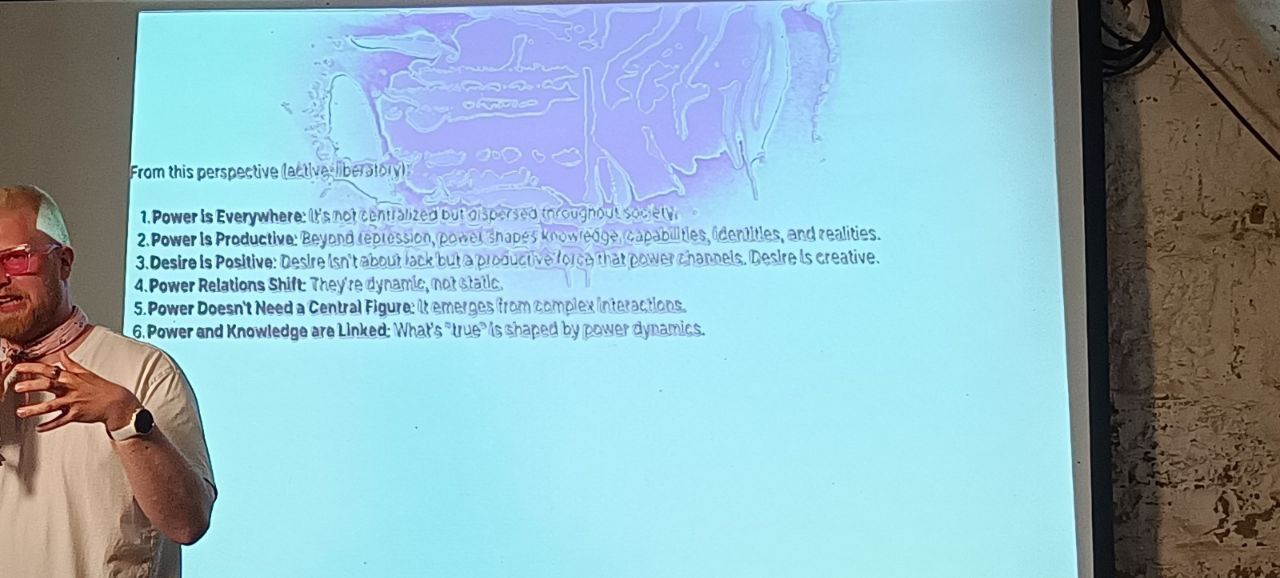 From this perspective (active-liberatory):
1. Power is Everywhere: It's not centralized but dispersed throughout society.
2. Power is Productive: Beyond repression, power shapes knowledge, capabilities, identities, and realities.
3. Desire is Positive: Desire isn't about lack but a productive force that power channels. Desire is creative.
4. Power Relations Shift: They're dynamic, not static.
5. Power Doesn't Need a Central Figure: It emerges from complex interactions.
6. Power and Knowledge are Linked: What's "true" is shaped by power dynamics.